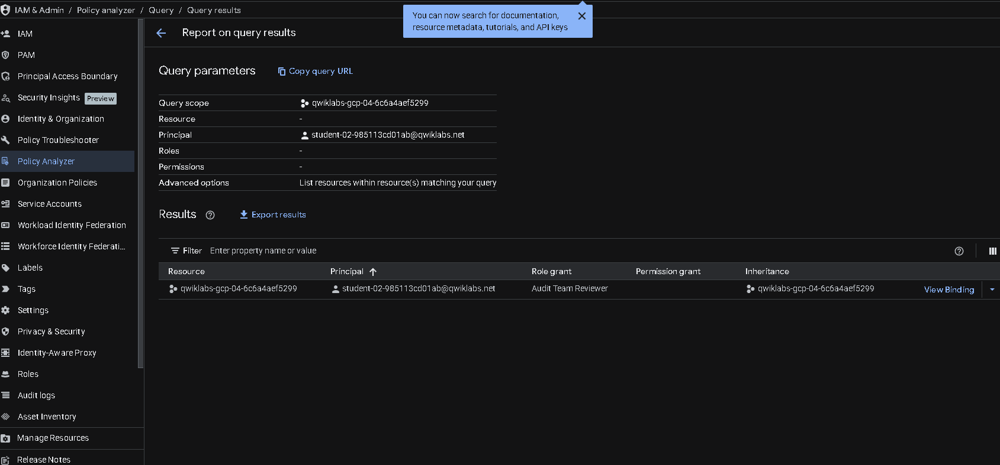 IAM & Admin / Policy analyzer / Query / Query results
You can now search for documentation,
resource metadata, tutorials, and API keys
IAM
PAM
Principal Access Boundary
Security Insights Preview
Identity & Organization
Policy Troubleshooter
Policy Analyzer
Organization Policies
Service Accounts
Workload Identity Federation
Workforce Identity Federati...
Labels
Tags
Settings
Privacy & Security
Identity-Aware Proxy
Roles
Audit logs
Asset Inventory
Manage Resources
Release Notes
Report on query results
Query parameters Copy query URL
Query scope qwiklabs-gcp-04-6c6a4aef5299
Resource -
Principal student-02-985113cd01ab@qwiklabs.net
Roles -
Permissions -
Advanced options List resources within resource(s) matching your query
Results Export results
Filter Enter property name or value
Resource Principal Role grant Permission grant Inheritance
qwiklabs-gcp-04-6c6a4aef5299 student-02-985113cd01ab@qwiklabs.net Audit Team Reviewer qwiklabs-gcp-04-6c6a4aef5299 View Binding